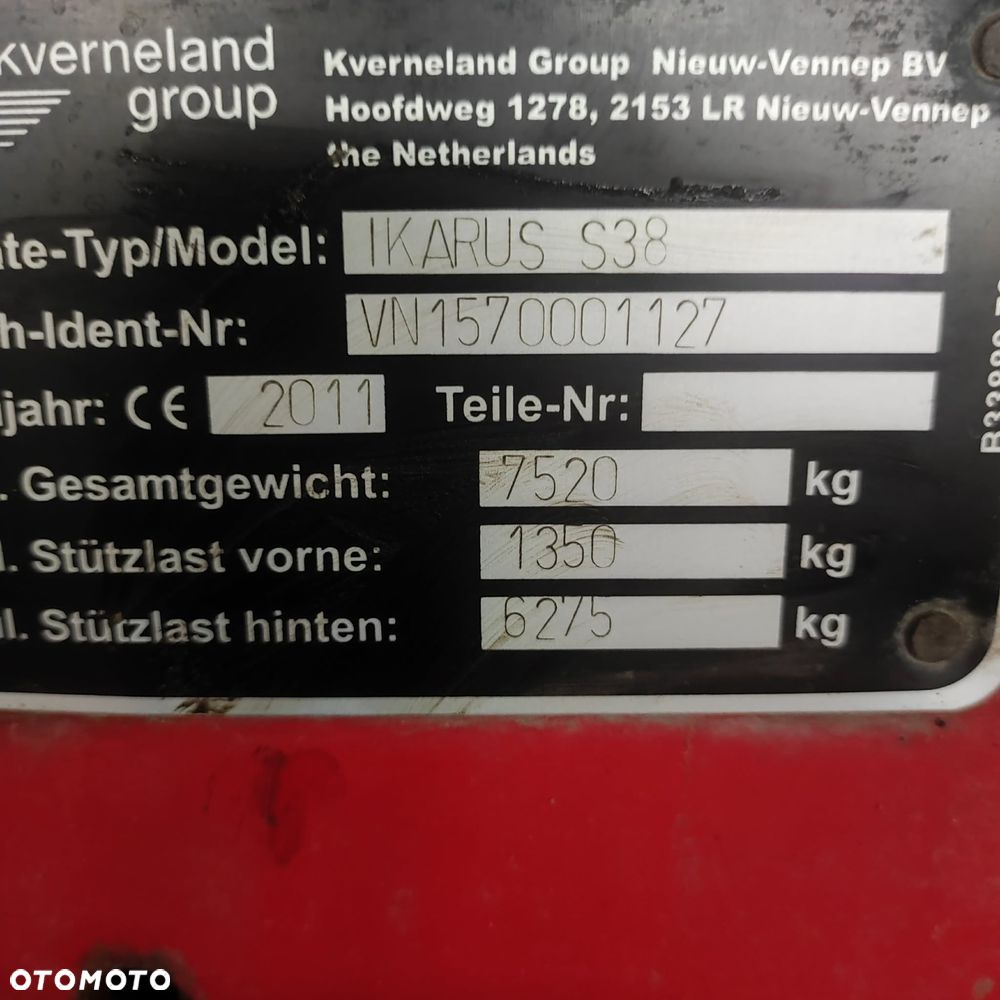 kverneland
group
Kverneland Group Nieuw-Vennep BV
Hoofdweg 1278, 2153 LR Nieuw-Vennep
the Netherlands
te-Typ/Model: IKARUS S38
h-Ident-Nr: VN1570001127
jahr: CE 2011 Teile-Nr:
. Gesamtgewicht: 7520 kg
l. Stützlast vorne: 1350 kg
l. Stützlast hinten: 6275 kg
OTOMOTO